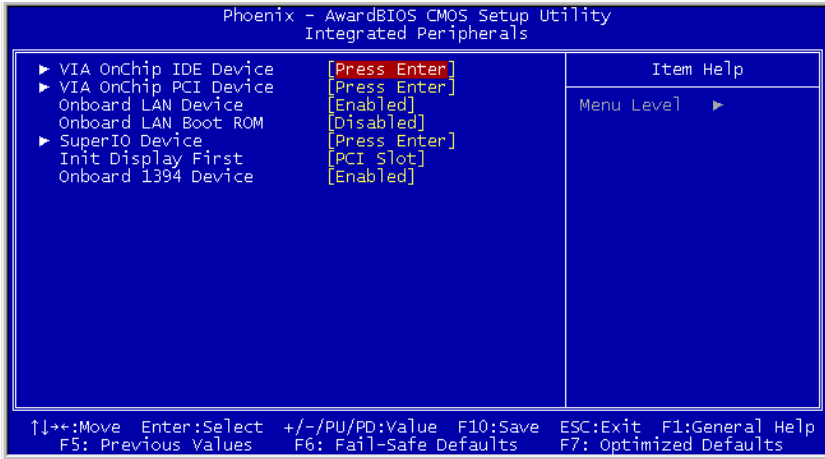 Phoenix - AwardBIOS CMOS Setup Utility
Integrated Peripherals
▶ VIA OnChip IDE Device [Press Enter]
▶ VIA OnChip PCI Device [Press Enter]
Onboard LAN Device [Enabled]
Onboard LAN Boot ROM [Disabled]
▶ SuperIO Device [Press Enter]
Init Display First [PCI Slot]
Onboard 1394 Device [Enabled]
Item Help
Menu Level ▶
↑↓→←:Move Enter:Select +/-/PU/PD:Value F10:Save ESC:Exit F1:General Help
F5: Previous Values F6: Fail-Safe Defaults F7: Optimized Defaults